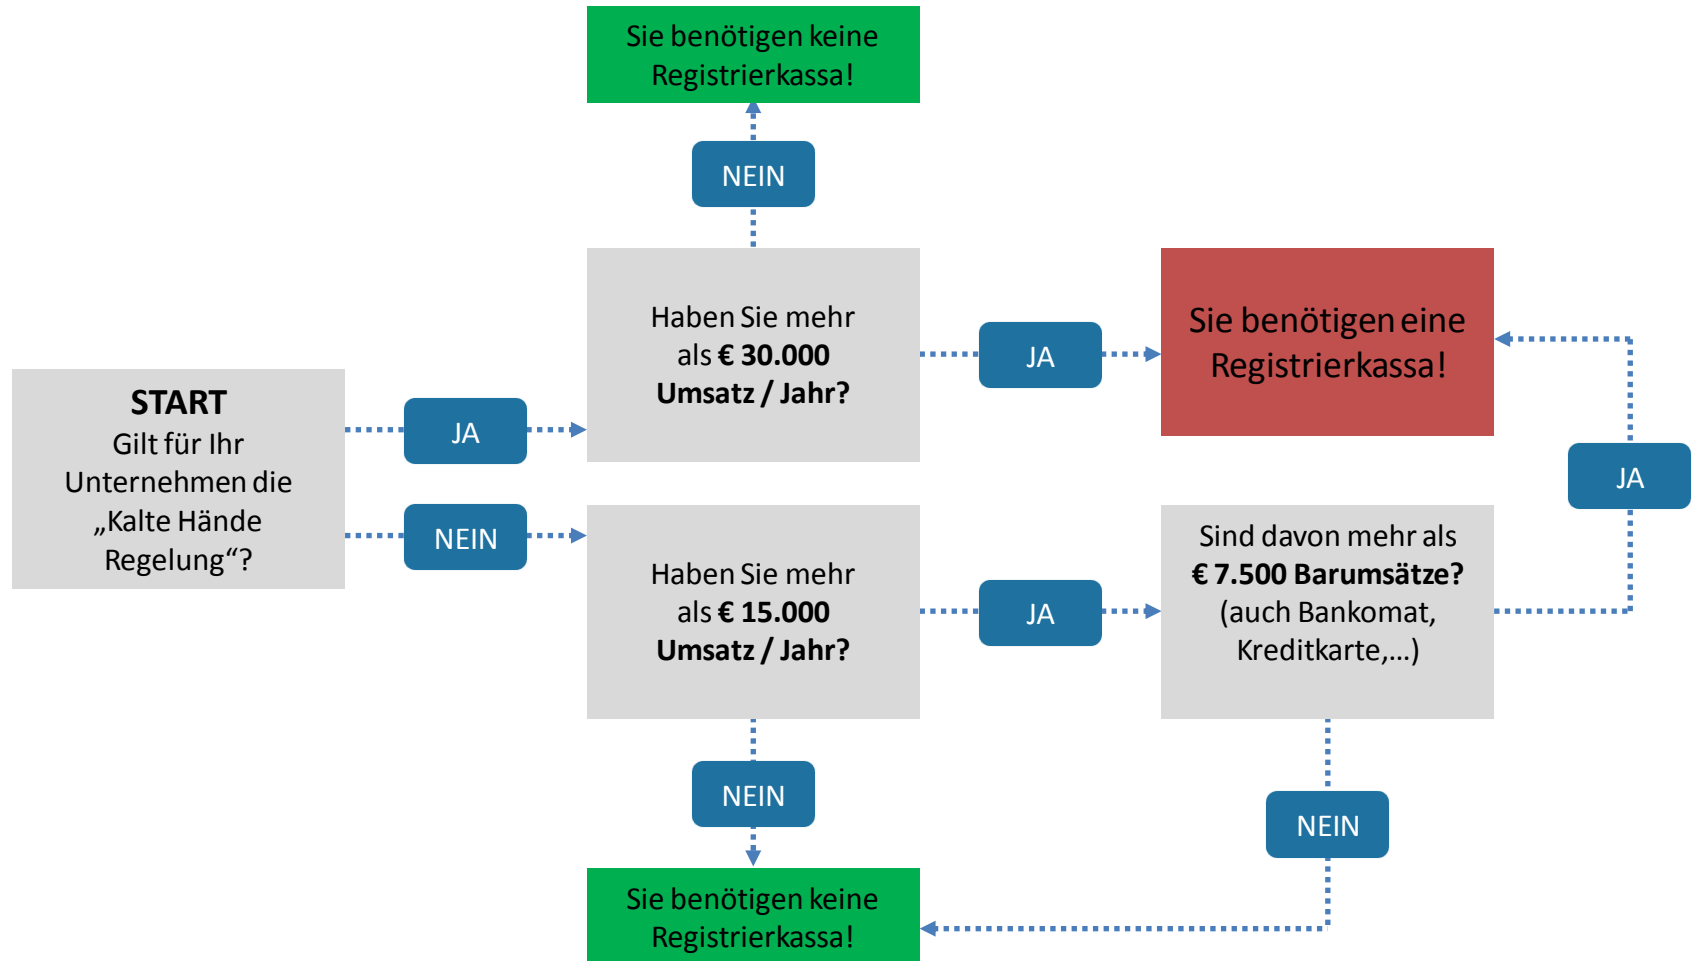 Sie benötigen keine
Registrierkassa!
NEIN
Haben Sie mehr
als € 30.000
Umsatz / Jahr?
JA
Sie benötigen eine
Registrierkassa!
START
Gilt für Ihr
Unternehmen die
„Kalte Hände
Regelung“?
JA
NEIN
Haben Sie mehr
als € 15.000
Umsatz / Jahr?
JA
Sind davon mehr als
€ 7.500 Barumsätze?
(auch Bankomat,
Kreditkarte,...)
JA
NEIN
NEIN
Sie benötigen keine
Registrierkassa!